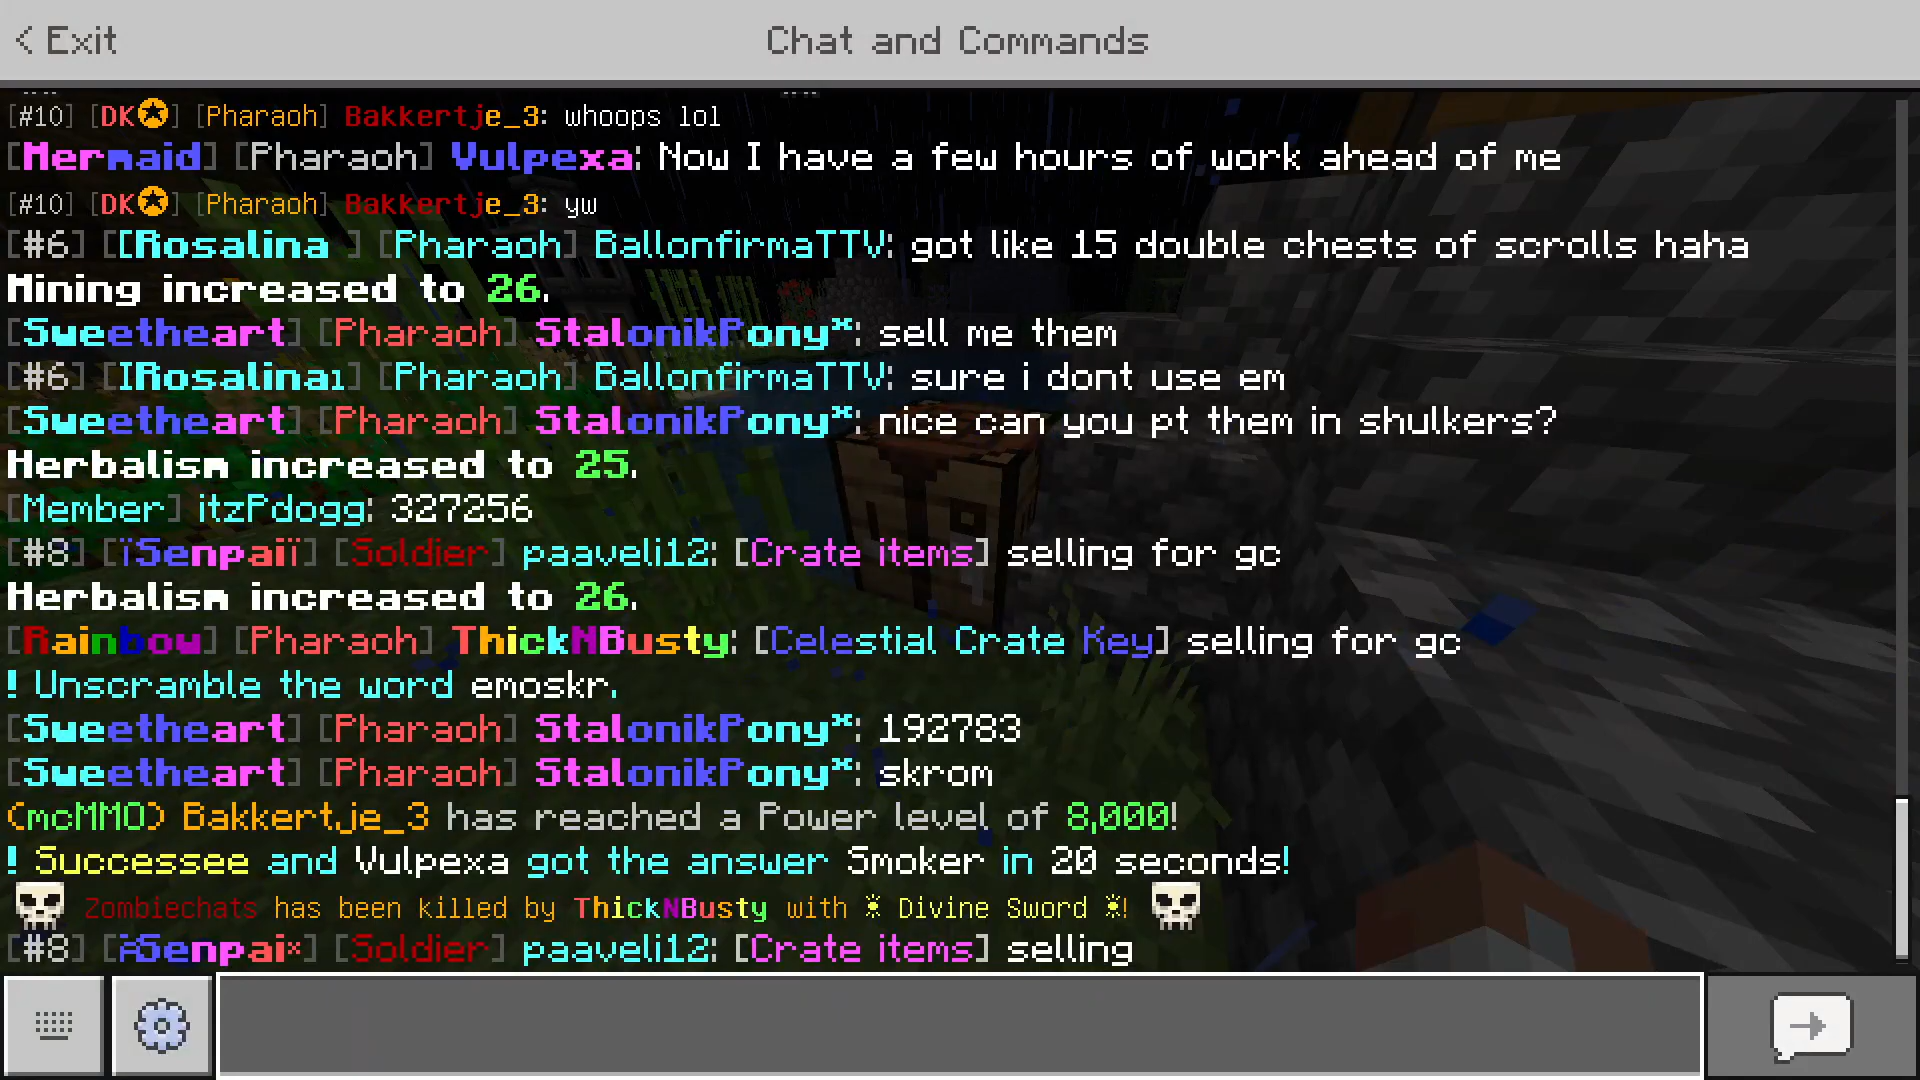 < Exit
Chat and Commands
[#10] [DK✪] [Pharaoh] Bakkertje_3: whoops lol
[Mermaid] [Pharaoh] Vulpexa: Now I have a few hours of work ahead of me
[#10] [DK✪] [Pharaoh] Bakkertje_3: yw
[#6] [[Rosalina ] [Pharaoh] BallonfirmaTTV: got like 15 double chests of scrolls haha
Mining increased to 26.
[Sweetheart] [Pharaoh] StalonikPony*: sell me them
[#6] [IRosalinaı] [Pharaoh] BallonfirmaTTV: sure i dont use em
[Sweetheart] [Pharaoh] StalonikPony*: nice can you pt them in shulkers?
Herbalism increased to 25.
[Member] itzPdogg: 327256
[#8] [ïSenpaiï] [Soldier] paaveli12: [Crate items] selling for gc
Herbalism increased to 26.
[Rainbow] [Pharaoh] ThickNBusty: [Celestial Crate Key] selling for gc
! Unscramble the word emoskr.
[Sweetheart] [Pharaoh] StalonikPony*: 192783
[Sweetheart] [Pharaoh] StalonikPony*: skrom
(mcMMO) Bakkertje_3 has reached a Power level of 8,000!
! Successee and Vulpexa got the answer Smoker in 20 seconds!
Zombiechats has been killed by ThickNBusty with ☀ Divine Sword ☀!
[#8] [Senpai×] [Soldier] paaveli12: [Crate items] selling